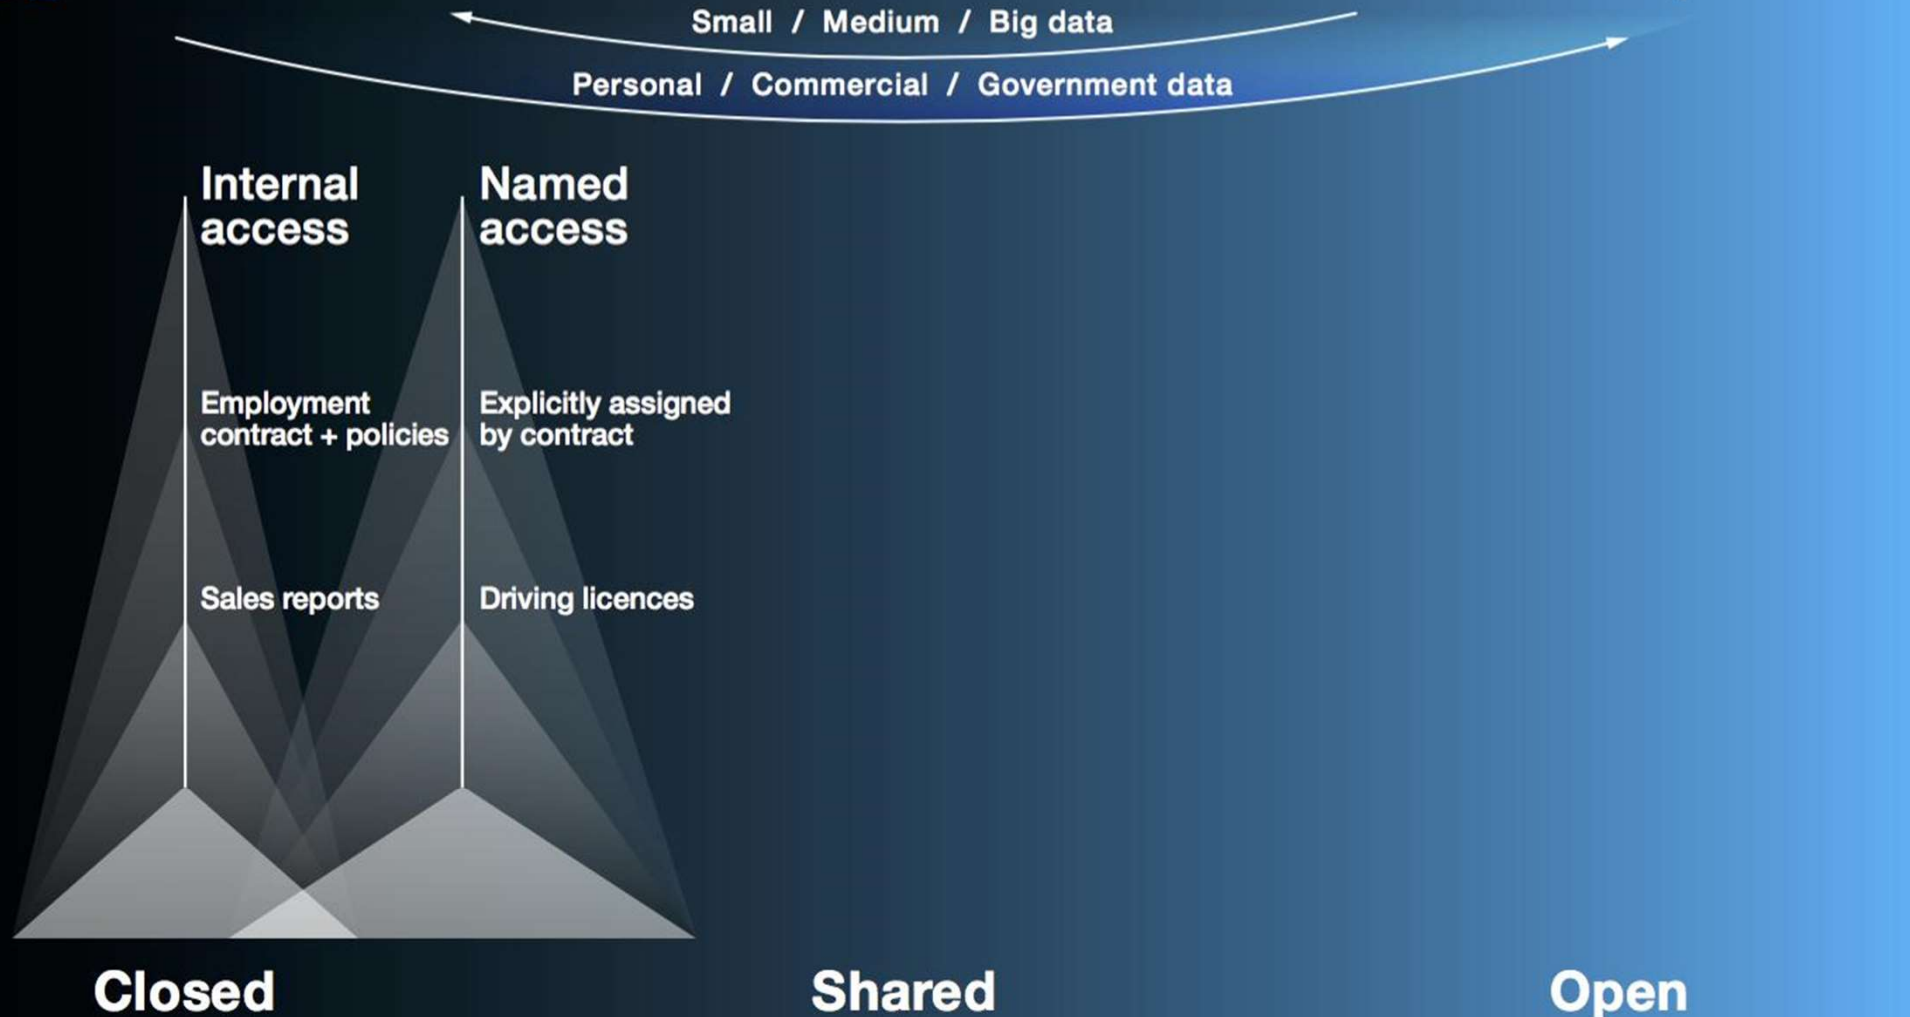 Small / Medium / Big data
Personal / Commercial / Government data
Internal
access
Named
access
Employment
contract + policies
Explicitly assigned
by contract
Sales reports
Driving licences
Closed
Shared
Open